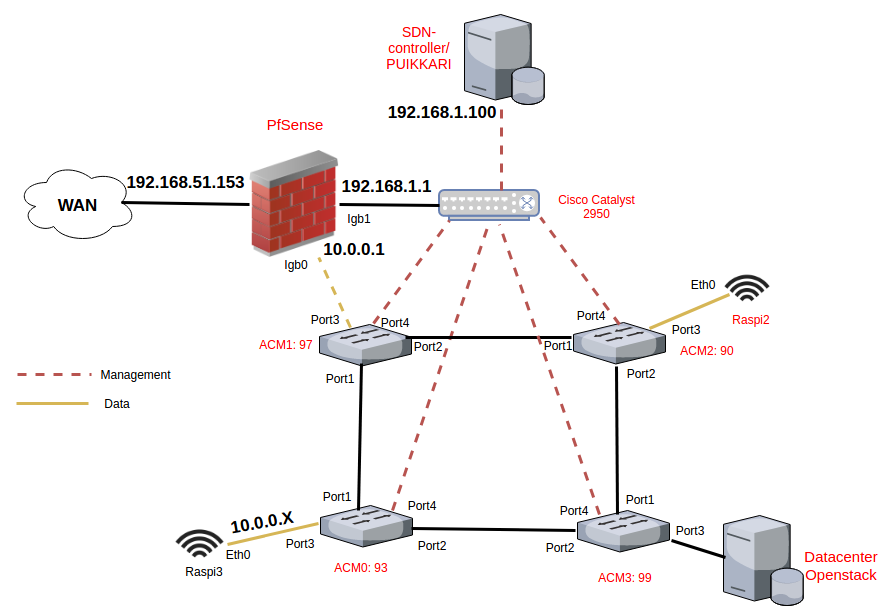 SDN-
controller/
PUIKKARI
192.168.1.100
PfSense
192.168.51.153
192.168.1.1
WAN
Cisco Catalyst
2950
Igb1
10.0.0.1
Igb0
Eth0
Raspi2
Port3
Port4
Port4
Port3
ACM1: 97
Port2
Port1
ACM2: 90
Port1
Port2
Management
Data
Port1
Port4
Port4
Port1
10.0.0.X
Port3
Port2
Port2
Port3
Eth0
Raspi3
ACM0: 93
ACM3: 99
Datacenter
Openstack